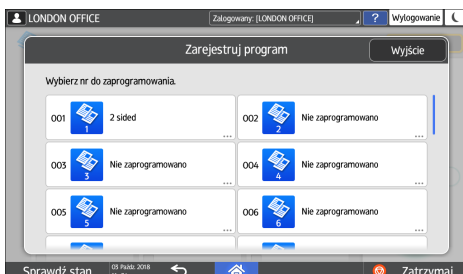 LONDON OFFICE
Zalogowany: [LONDON OFFICE]
?
Wylogowanie
Zarejestruj program
Wyjście
Wybierz nr do zaprogramowania.
001
1
2 sided
...
002
2
Nie zaprogramowano
...
003
3
Nie zaprogramowano
...
004
4
Nie zaprogramowano
...
005
5
Nie zaprogramowano
...
006
6
Nie zaprogramowano
...
Sprawdź stan
03 Paźdz. 2018
Zatrzymaj